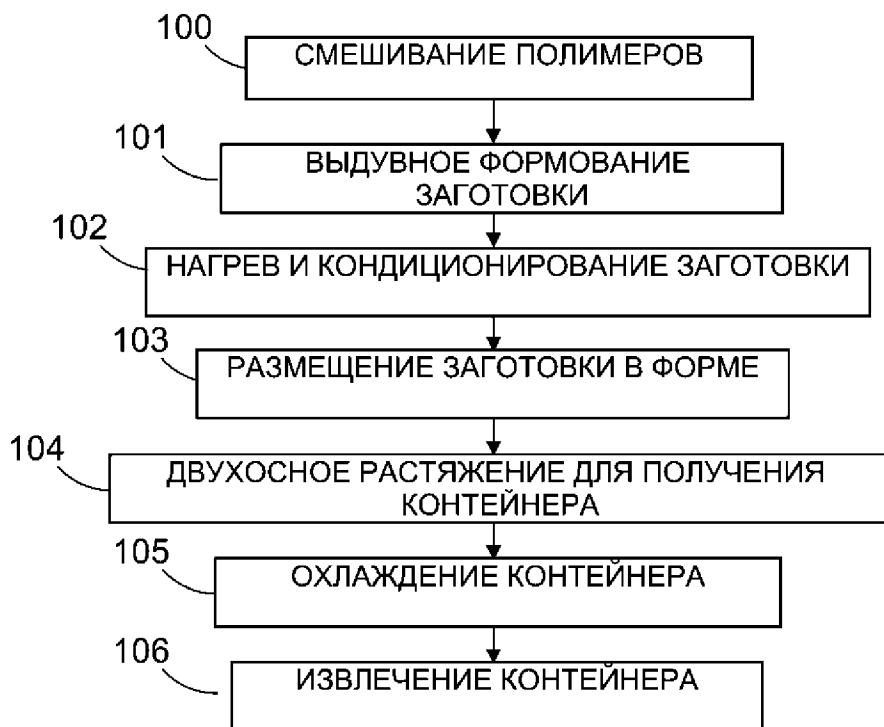 100
СМЕШИВАНИЕ ПОЛИМЕРОВ
101
ВЫДУВНОЕ ФОРМОВАНИЕ
ЗАГОТОВКИ
102
НАГРЕВ И КОНДИЦИОНИРОВАНИЕ ЗАГОТОВКИ
103
РАЗМЕЩЕНИЕ ЗАГОТОВКИ В ФОРМЕ
104
ДВУХОСНОЕ РАСТЯЖЕНИЕ ДЛЯ ПОЛУЧЕНИЯ
КОНТЕЙНЕРА
105
ОХЛАЖДЕНИЕ КОНТЕЙНЕРА
106
ИЗВЛЕЧЕНИЕ КОНТЕЙНЕРА